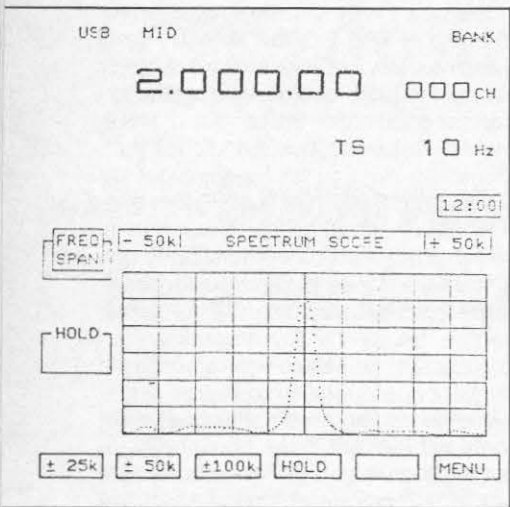 USB MID BANK
2.000.00 000CH
TS 10 Hz
12:00
FREQ SPAN - 50k SPECTRUM SCOPE + 50k
HOLD
± 25k ± 50k ±100k HOLD MENU